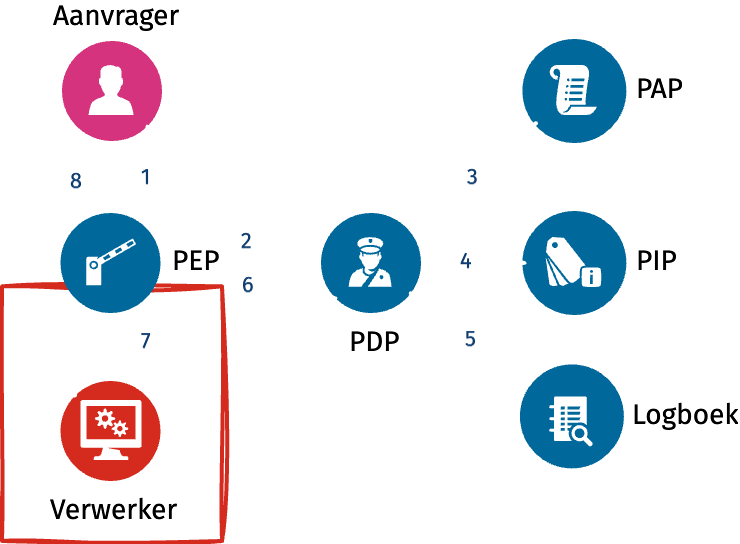 Aanvrager
PAP
8
1
3
PEP
2
4
PIP
6
7
PDP
5
Logboek
Verwerker